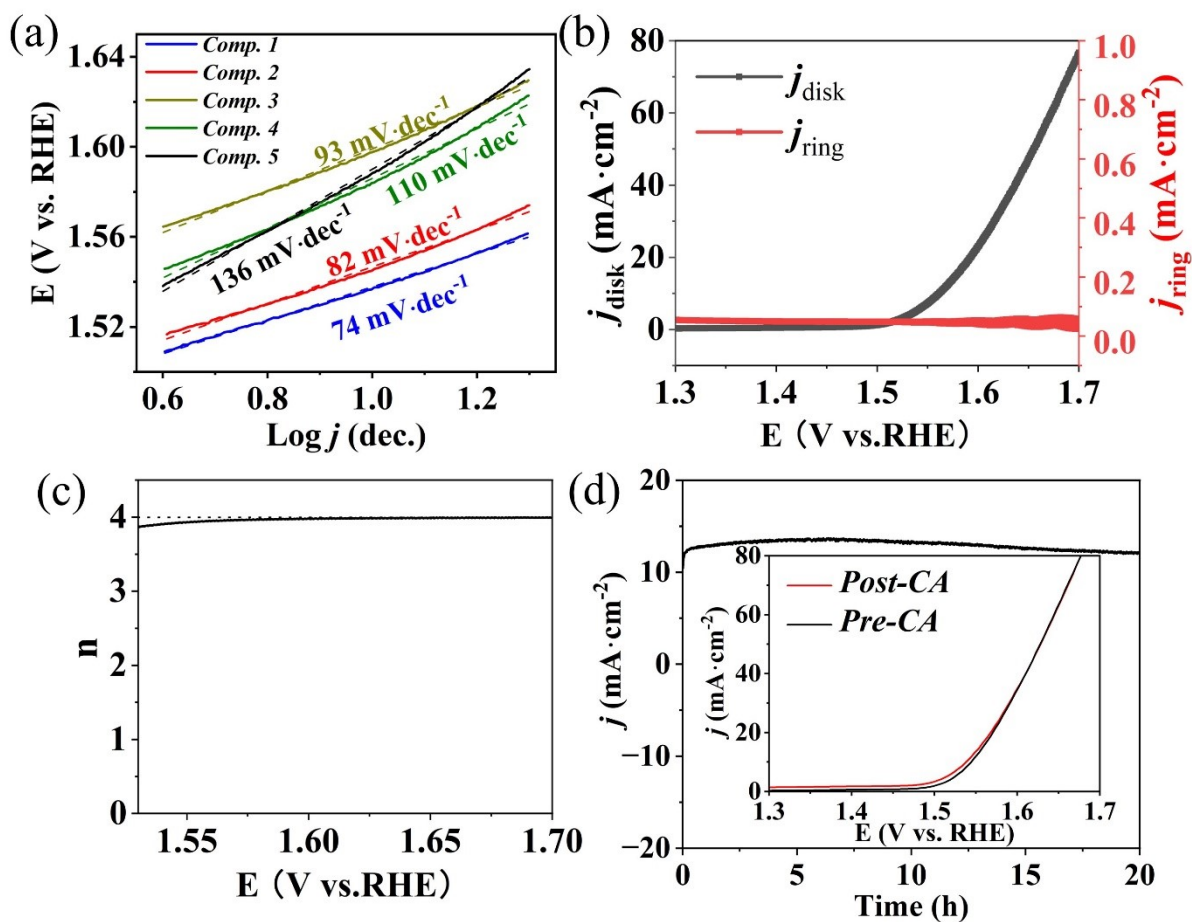 (a)
E (V vs. RHE)
1.64
1.60
1.56
1.52
Comp. 1
Comp. 2
Comp. 3
Comp. 4
Comp. 5
93 mV·dec⁻¹
110 mV·dec⁻¹
136 mV·dec⁻¹
82 mV·dec⁻¹
74 mV·dec⁻¹
0.6 0.8 1.0 1.2
Log j (dec.)
(b)
j_disk (mA·cm⁻²)
80
60
40
20
0
j_disk
j_ring
1.0
0.8
0.6
0.4
0.2
0.0
j_ring (mA·cm⁻²)
1.3 1.4 1.5 1.6 1.7
E (V vs.RHE)
(c)
n
4
3
2
1
0
1.55 1.60 1.65 1.70
E (V vs.RHE)
(d)
j (mA·cm⁻²)
20
10
0
−10
−20
j (mA·cm⁻²)
80
60
40
20
0
Post-CA
Pre-CA
1.3 1.4 1.5 1.6 1.7
E (V vs. RHE)
0 5 10 15 20
Time (h)